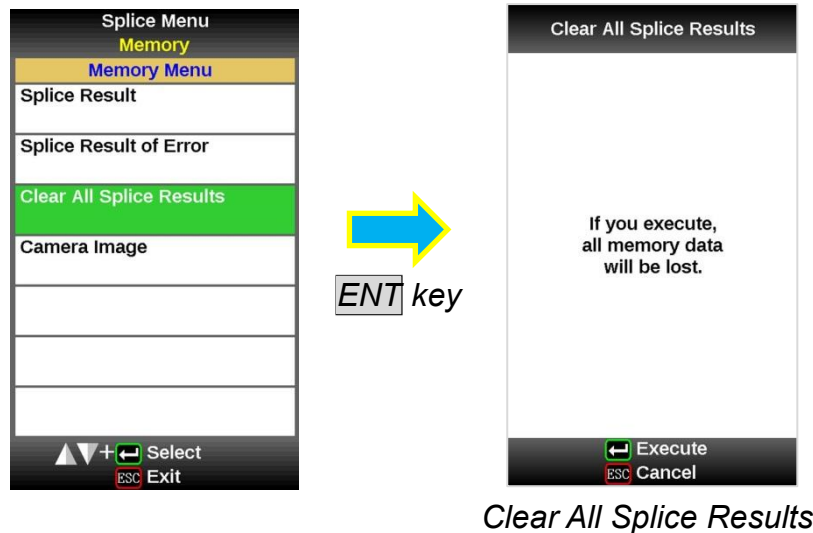 Splice Menu
Memory
Memory Menu
Splice Result
Splice Result of Error
Clear All Splice Results
Camera Image
+ Select
ESC Exit
ENT key
Clear All Splice Results
If you execute,
all memory data
will be lost.
Execute
ESC Cancel
Clear All Splice Results